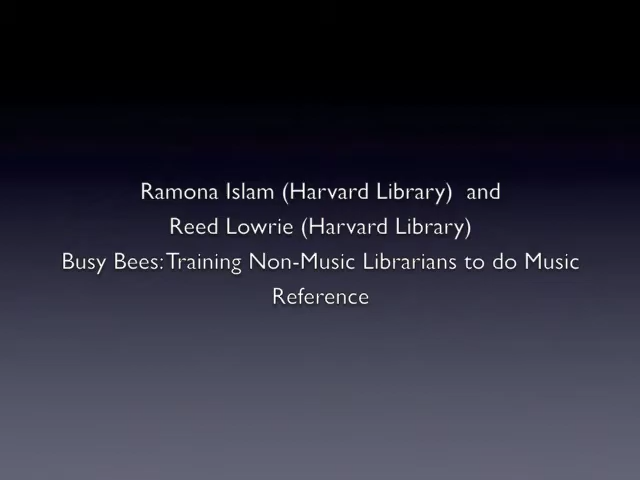 Ramona Islam (Harvard Library)  and
Reed Lowrie (Harvard Library)
Busy Bees: Training Non-Music Librarians to do Music
Reference